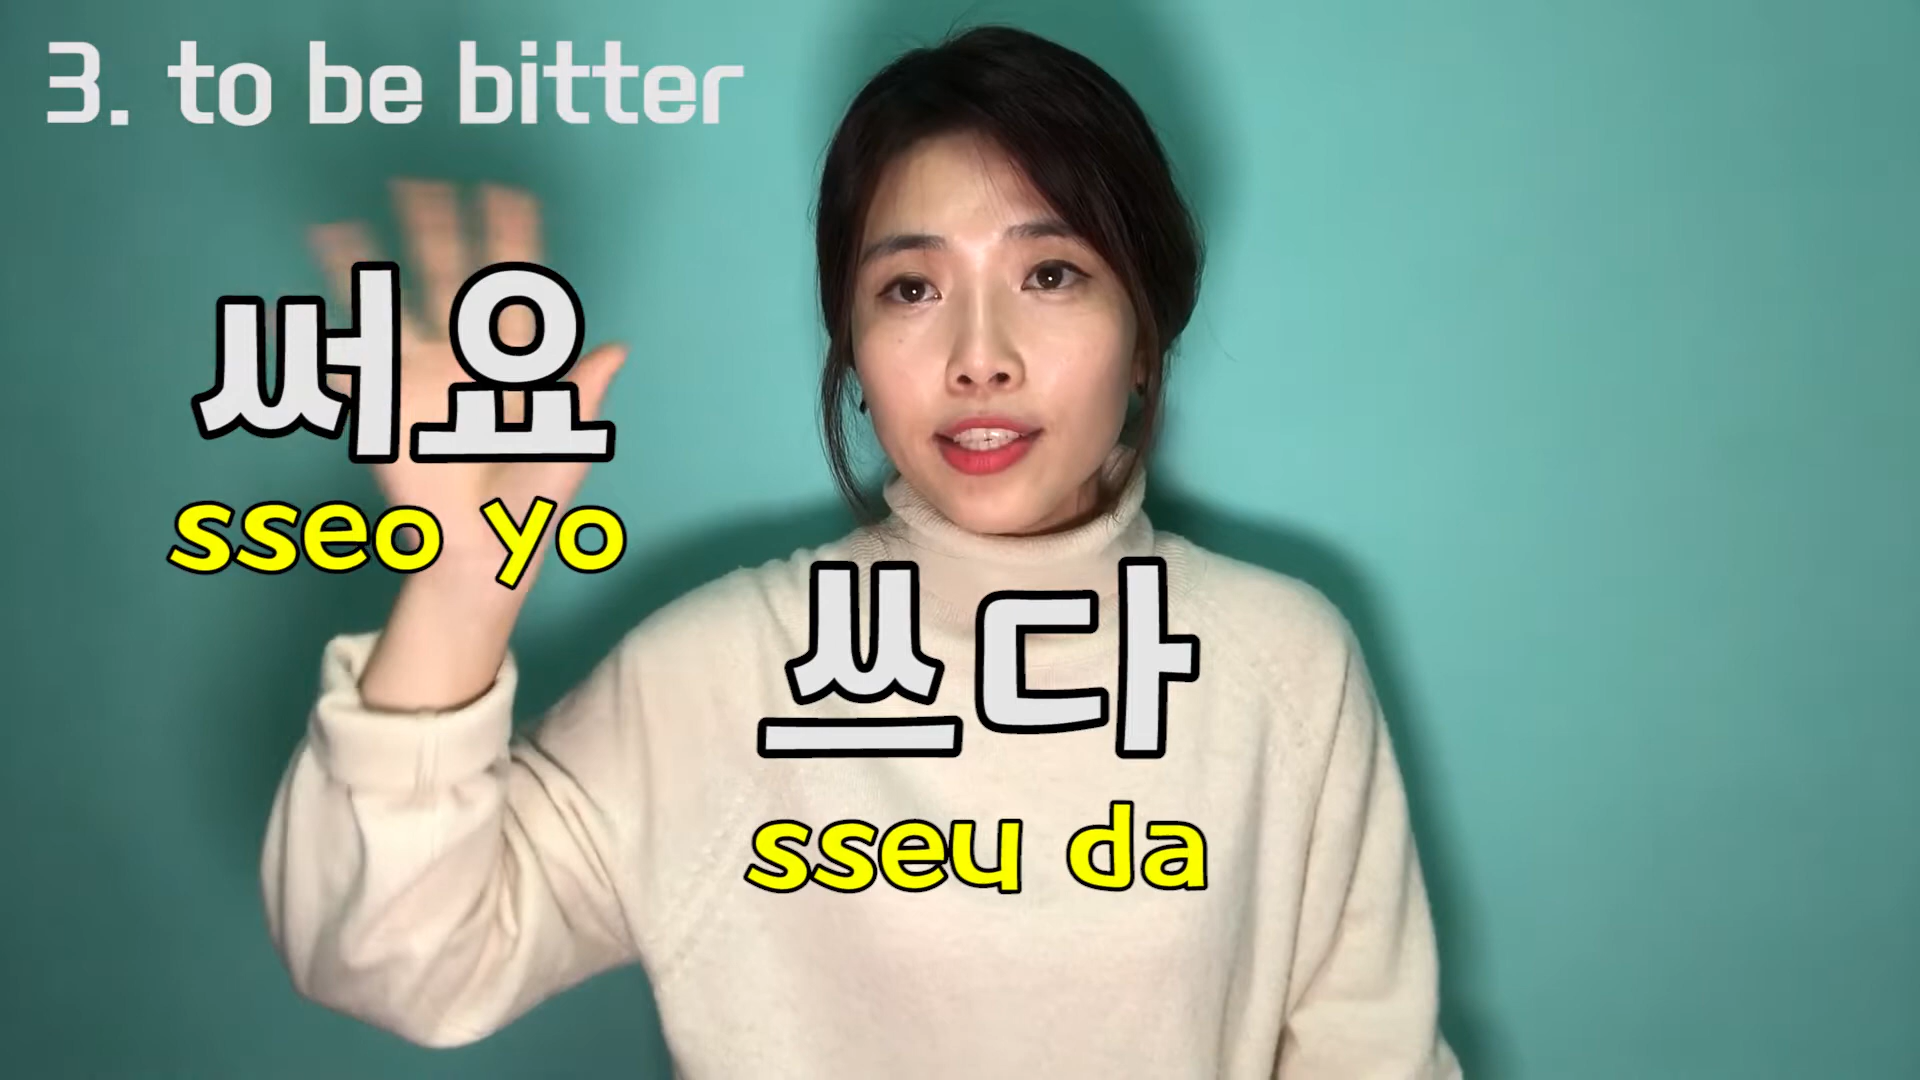 3. to be bitter
써요
sseo yo
쓰다
sseu da